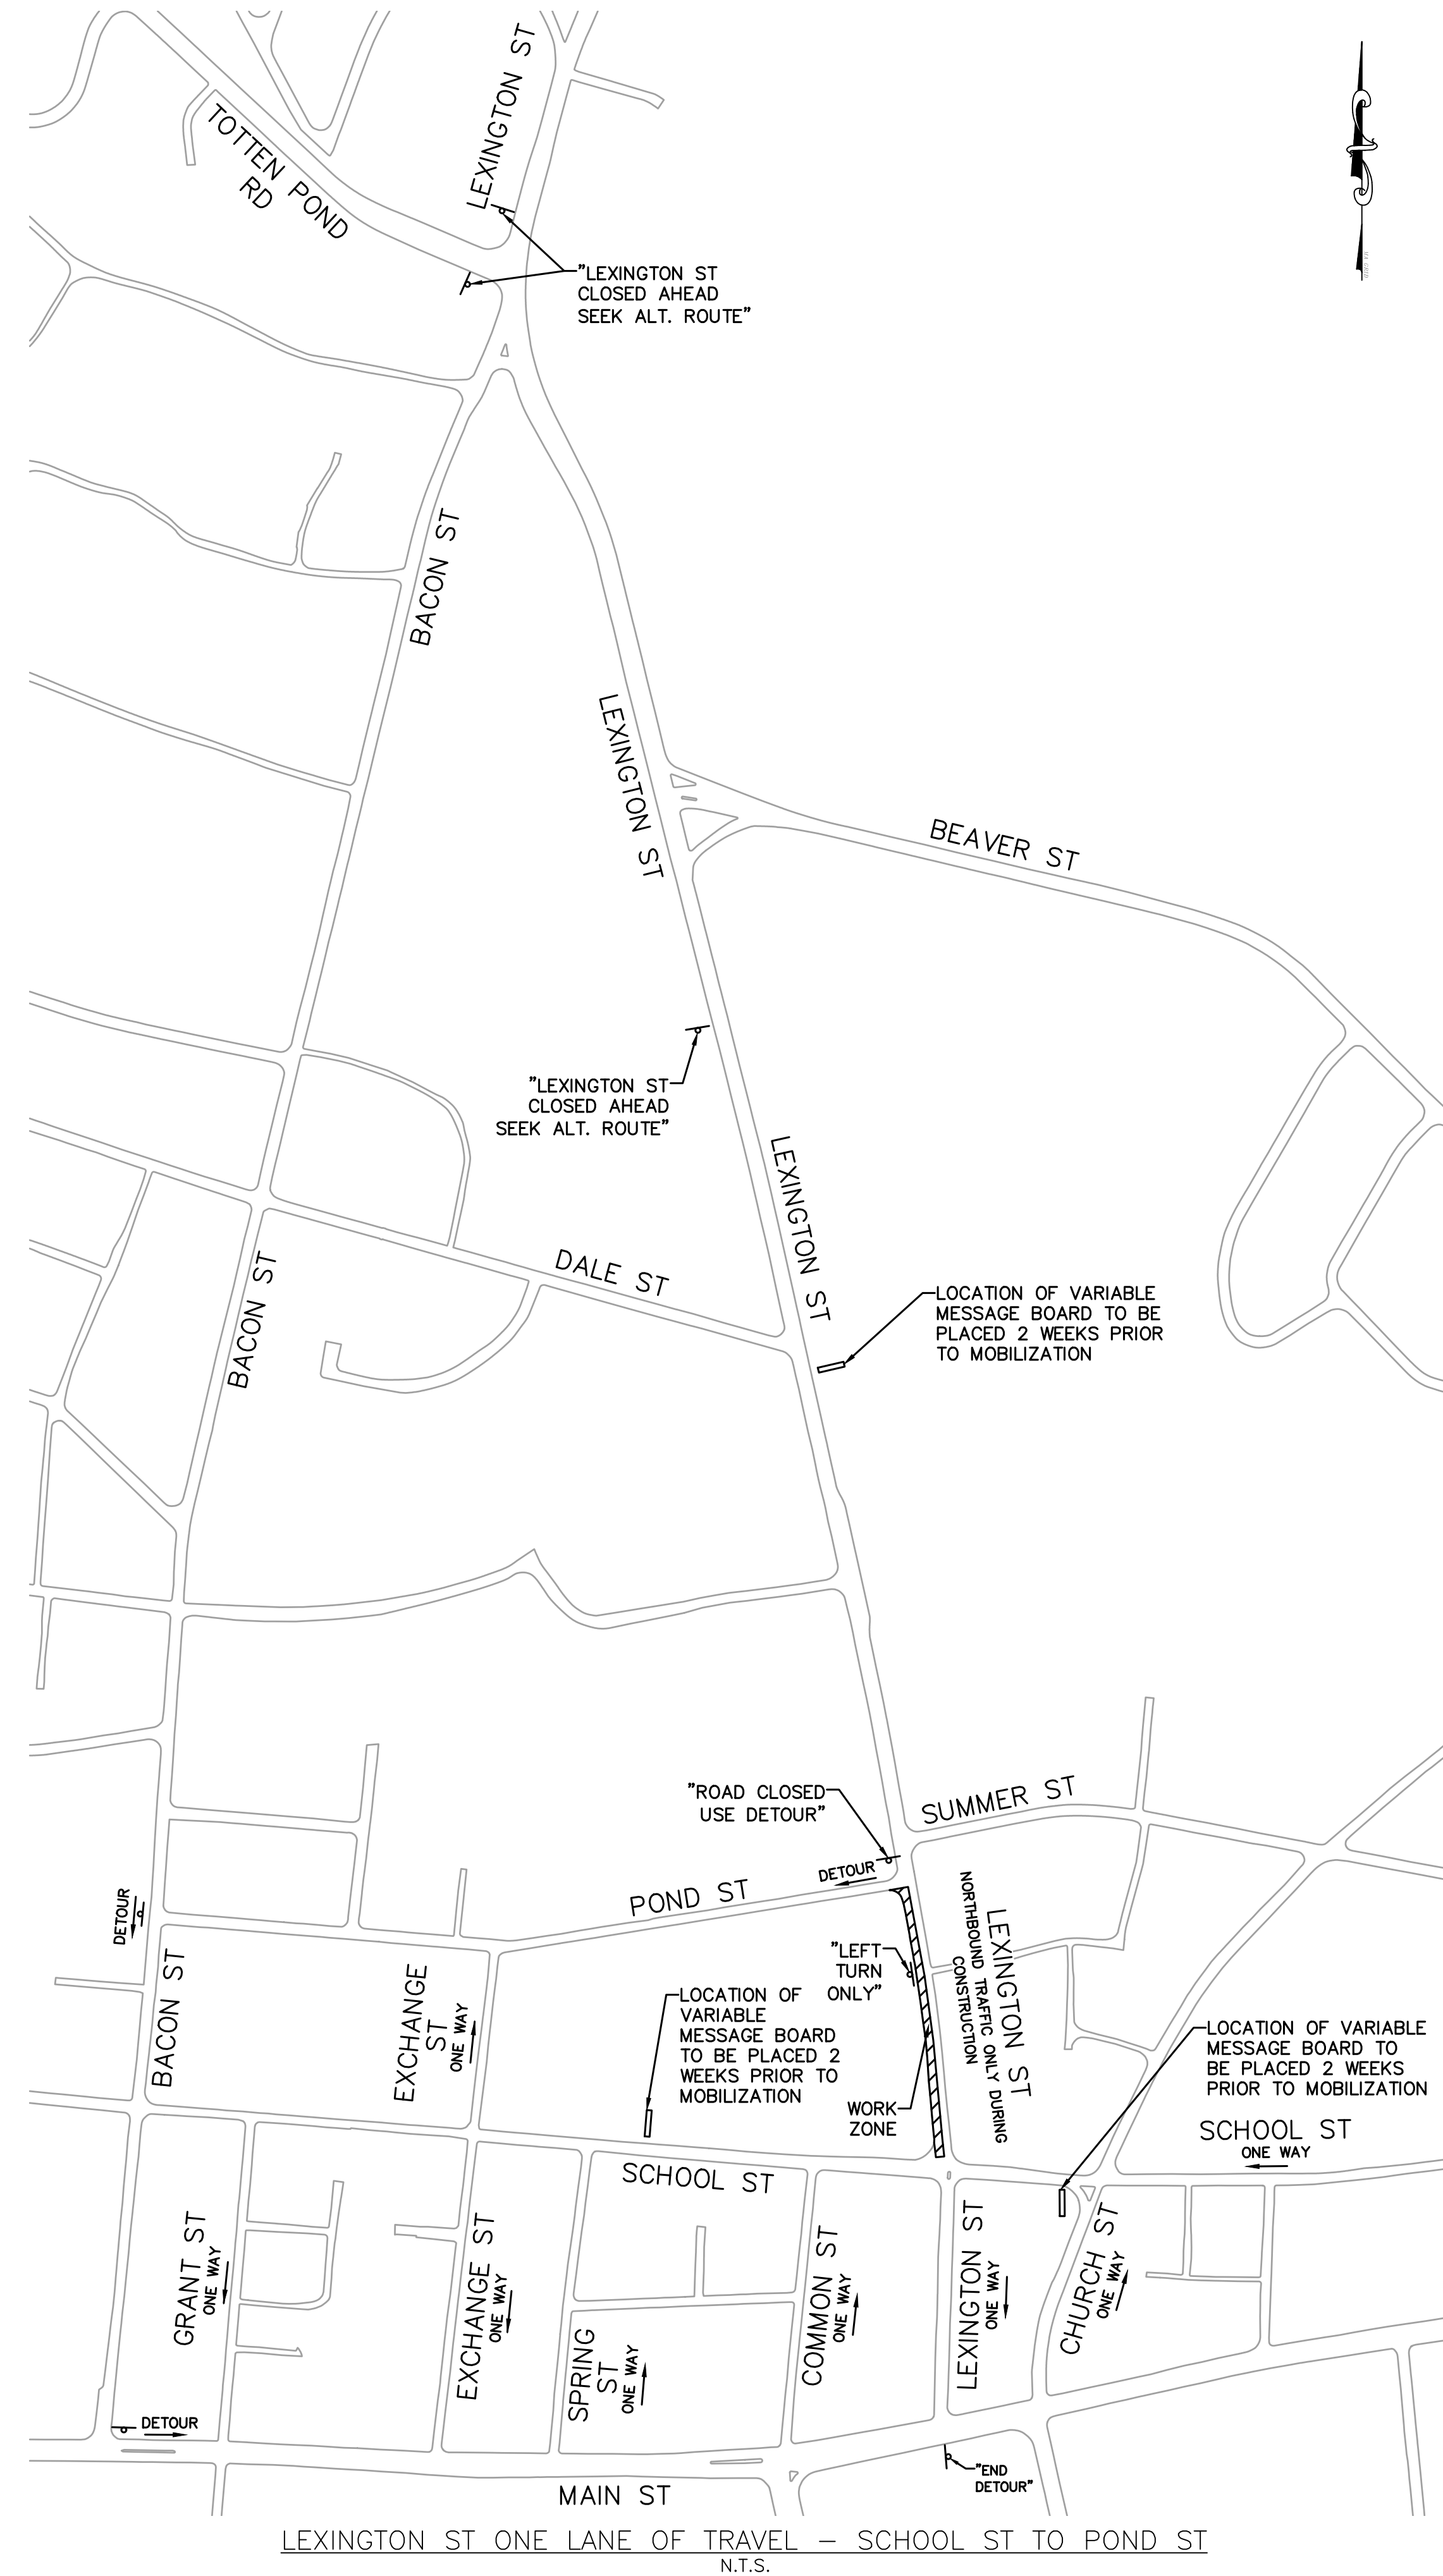 LEXINGTON ST
TOTTEN POND
RD
"LEXINGTON ST
CLOSED AHEAD
SEEK ALT. ROUTE"
BACON ST
LEXINGTON ST
BEAVER ST
"LEXINGTON ST
CLOSED AHEAD
SEEK ALT. ROUTE"
LEXINGTON ST
DALE ST
BACON ST
LOCATION OF VARIABLE
MESSAGE BOARD TO BE
PLACED 2 WEEKS PRIOR
TO MOBILIZATION
"ROAD CLOSED
USE DETOUR"
SUMMER ST
DETOUR
POND ST
DETOUR
LEXINGTON ST
NORTHBOUND TRAFFIC ONLY DURING
CONSTRUCTION
"LEFT
TURN
ONLY"
BACON ST
EXCHANGE
ST
ONE WAY
LOCATION OF
VARIABLE
MESSAGE BOARD
TO BE PLACED 2
WEEKS PRIOR TO
MOBILIZATION
WORK
ZONE
LOCATION OF VARIABLE
MESSAGE BOARD TO
BE PLACED 2 WEEKS
PRIOR TO MOBILIZATION
SCHOOL ST
ONE WAY
SCHOOL ST
GRANT ST
ONE WAY
EXCHANGE ST
ONE WAY
SPRING
ST
ONE WAY
COMMON ST
ONE WAY
LEXINGTON ST
ONE WAY
CHURCH ST
ONE WAY
DETOUR
"END
DETOUR"
MAIN ST
LEXINGTON ST ONE LANE OF TRAVEL – SCHOOL ST TO POND ST
N.T.S.